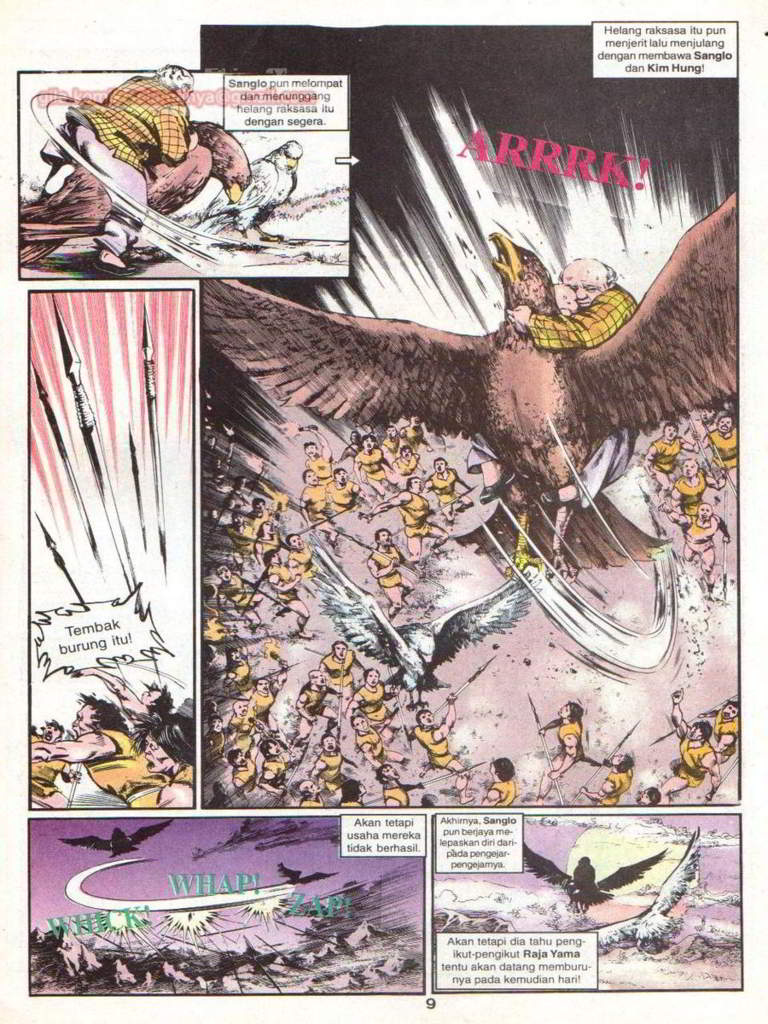 Sanglo pun melompat
dan menunggang
helang raksasa itu
dengan segera.
Helang raksasa itu pun
menjerit lalu menjulang
dengan membawa Sanglo
dan Kim Hung!
ARRRRK!
Tembak
burung itu!
Akan tetapi
usaha mereka
tidak berhasil.
WHICK!
WHAP!
ZAP!
Akhirnya, Sanglo
pun berjaya me-
lepaskan diri dari-
pada pengejar-
pengejarnya.
Akan tetapi dia tahu peng-
ikut-pengikut Raja Yama
tentu akan datang memburu-
nya pada kemudian hari!
9